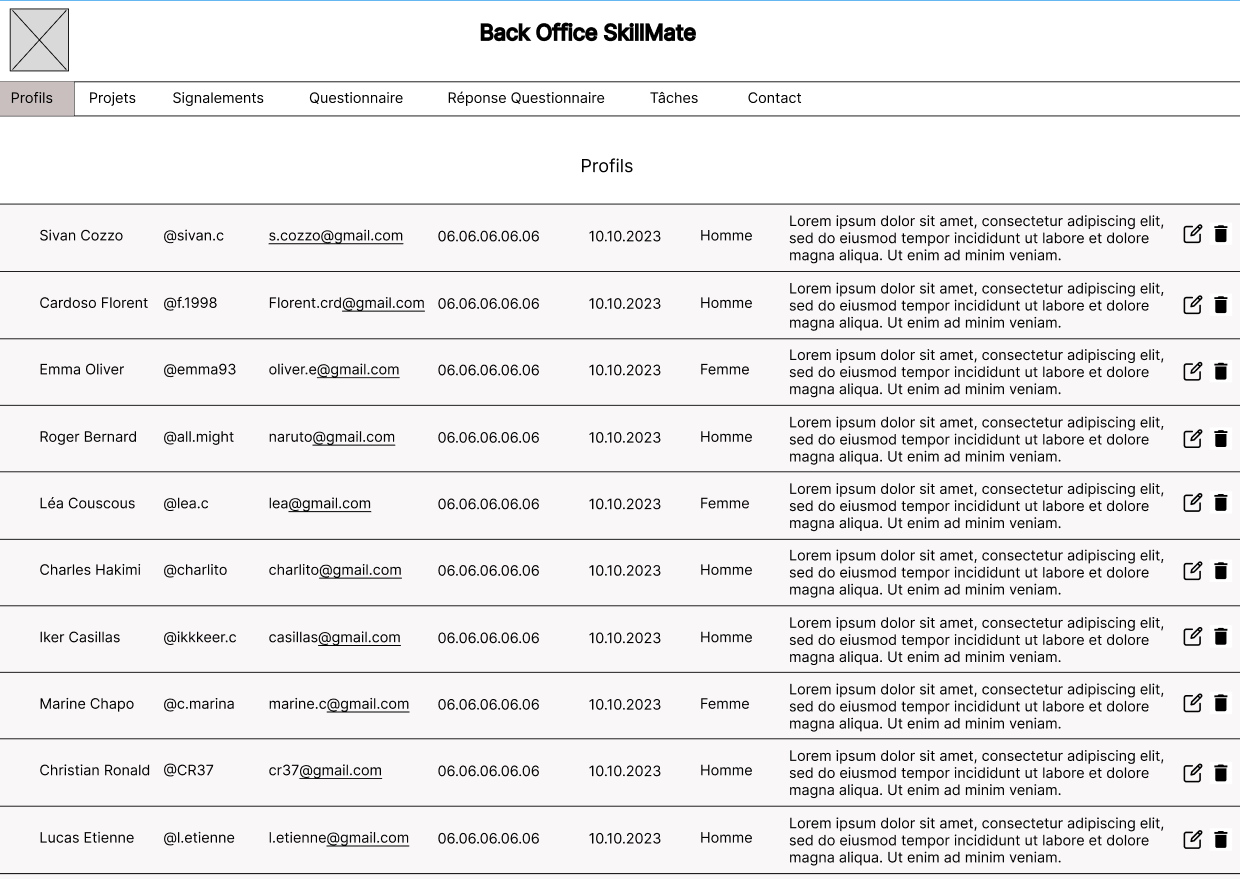 Back Office SkillMate
Profils Projets Signalements Questionnaire Réponse Questionnaire Tâches Contact
Profils
Sivan Cozzo @sivan.c s.cozzo@gmail.com 06.06.06.06.06 10.10.2023 Homme Lorem ipsum dolor sit amet, consectetur adipiscing elit,
sed do eiusmod tempor incididunt ut labore et dolore
magna aliqua. Ut enim ad minim veniam.
Cardoso Florent @f.1998 Florent.crd@gmail.com 06.06.06.06.06 10.10.2023 Homme Lorem ipsum dolor sit amet, consectetur adipiscing elit,
sed do eiusmod tempor incididunt ut labore et dolore
magna aliqua. Ut enim ad minim veniam.
Emma Oliver @emma93 oliver.e@gmail.com 06.06.06.06.06 10.10.2023 Femme Lorem ipsum dolor sit amet, consectetur adipiscing elit,
sed do eiusmod tempor incididunt ut labore et dolore
magna aliqua. Ut enim ad minim veniam.
Roger Bernard @all.might naruto@gmail.com 06.06.06.06.06 10.10.2023 Homme Lorem ipsum dolor sit amet, consectetur adipiscing elit,
sed do eiusmod tempor incididunt ut labore et dolore
magna aliqua. Ut enim ad minim veniam.
Léa Couscous @lea.c lea@gmail.com 06.06.06.06.06 10.10.2023 Femme Lorem ipsum dolor sit amet, consectetur adipiscing elit,
sed do eiusmod tempor incididunt ut labore et dolore
magna aliqua. Ut enim ad minim veniam.
Charles Hakimi @charlito charlito@gmail.com 06.06.06.06.06 10.10.2023 Homme Lorem ipsum dolor sit amet, consectetur adipiscing elit,
sed do eiusmod tempor incididunt ut labore et dolore
magna aliqua. Ut enim ad minim veniam.
Iker Casillas @ikkkeer.c casillas@gmail.com 06.06.06.06.06 10.10.2023 Homme Lorem ipsum dolor sit amet, consectetur adipiscing elit,
sed do eiusmod tempor incididunt ut labore et dolore
magna aliqua. Ut enim ad minim veniam.
Marine Chapo @c.marina marine.c@gmail.com 06.06.06.06.06 10.10.2023 Femme Lorem ipsum dolor sit amet, consectetur adipiscing elit,
sed do eiusmod tempor incididunt ut labore et dolore
magna aliqua. Ut enim ad minim veniam.
Christian Ronald @CR37 cr37@gmail.com 06.06.06.06.06 10.10.2023 Homme Lorem ipsum dolor sit amet, consectetur adipiscing elit,
sed do eiusmod tempor incididunt ut labore et dolore
magna aliqua. Ut enim ad minim veniam.
Lucas Etienne @l.etienne l.etienne@gmail.com 06.06.06.06.06 10.10.2023 Homme Lorem ipsum dolor sit amet, consectetur adipiscing elit,
sed do eiusmod tempor incididunt ut labore et dolore
magna aliqua. Ut enim ad minim veniam.